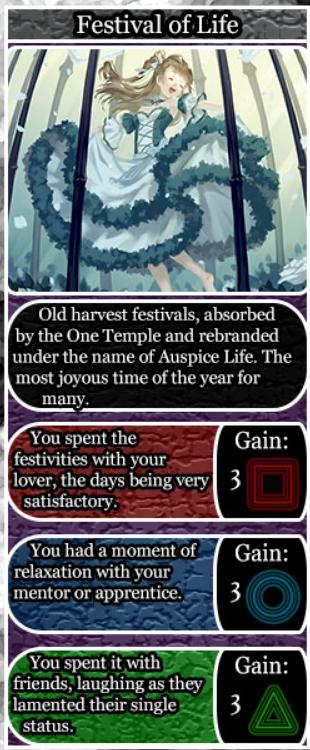 Festival of Life
Old harvest festivals, absorbed
by the One Temple and rebranded
under the name of Auspice Life. The
most joyous time of the year for
many.
You spent the
festivities with your
lover, the days being very
satisfactory.
Gain:
3
You had a moment of
relaxation with your
mentor or apprentice.
Gain:
3
You spent it with
friends, laughing as they
lamented their single
status.
Gain:
3